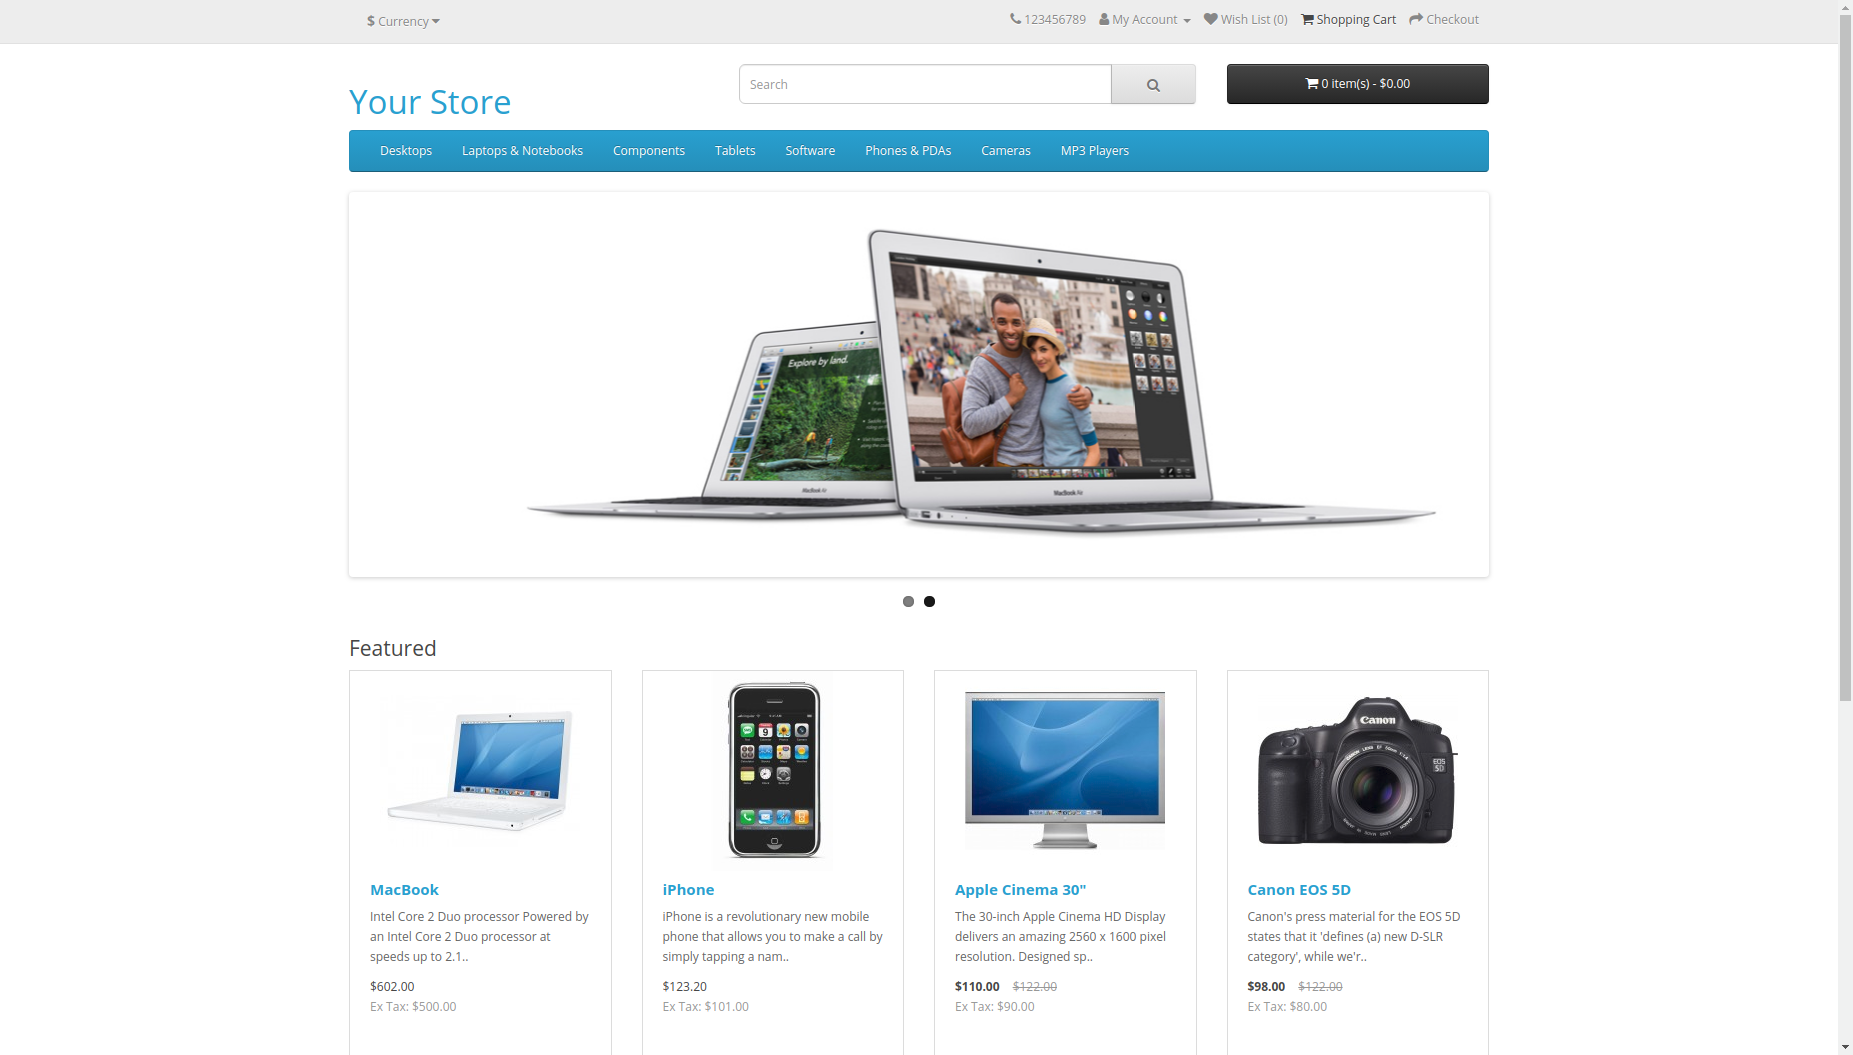 $ Currency
123456789 My Account Wish List (0) Shopping Cart Checkout
Your Store
Search
0 item(s) - $0.00
Desktops Laptops & Notebooks Components Tablets Software Phones & PDAs Cameras MP3 Players
Explore by land.
MacBook Air
MacBook Air
Featured
Canon
EOS
5D
MacBook
Intel Core 2 Duo processor Powered by
an Intel Core 2 Duo processor at
speeds up to 2.1..
$602.00
Ex Tax: $500.00
iPhone
iPhone is a revolutionary new mobile
phone that allows you to make a call by
simply tapping a nam..
$123.20
Ex Tax: $101.00
Apple Cinema 30"
The 30-inch Apple Cinema HD Display
delivers an amazing 2560 x 1600 pixel
resolution. Designed sp..
$110.00 $122.00
Ex Tax: $90.00
Canon EOS 5D
Canon's press material for the EOS 5D
states that it 'defines (a) new D-SLR
category', while we'r..
$98.00 $122.00
Ex Tax: $80.00